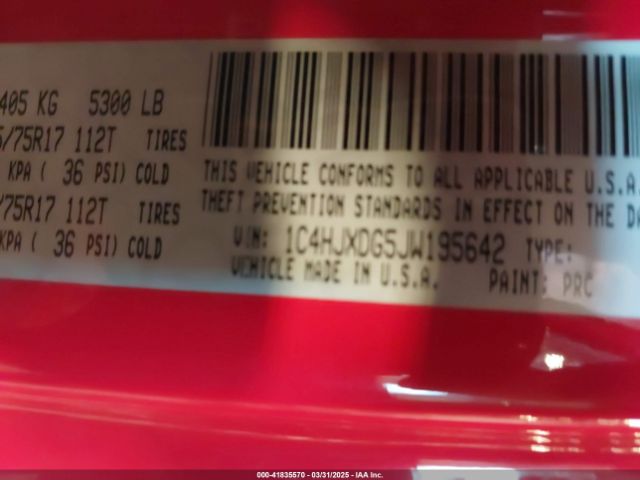 405 KG 5300 LB
/75R17 112T TIRES
KPA ( 36 PSI) COLD
/75R17 112T TIRES
KPA ( 36 PSI) COLD
THIS VEHICLE CONFORMS TO ALL APPLICABLE U.S.A
THEFT PREVENTION STANDARDS IN EFFECT ON THE DA
VIN: 1C4HJXDG5JW195642 TYPE:
VEHICLE MADE IN U.S.A. PAINT: PRC
000-41835570 - 03/31/2025 - IAA Inc.